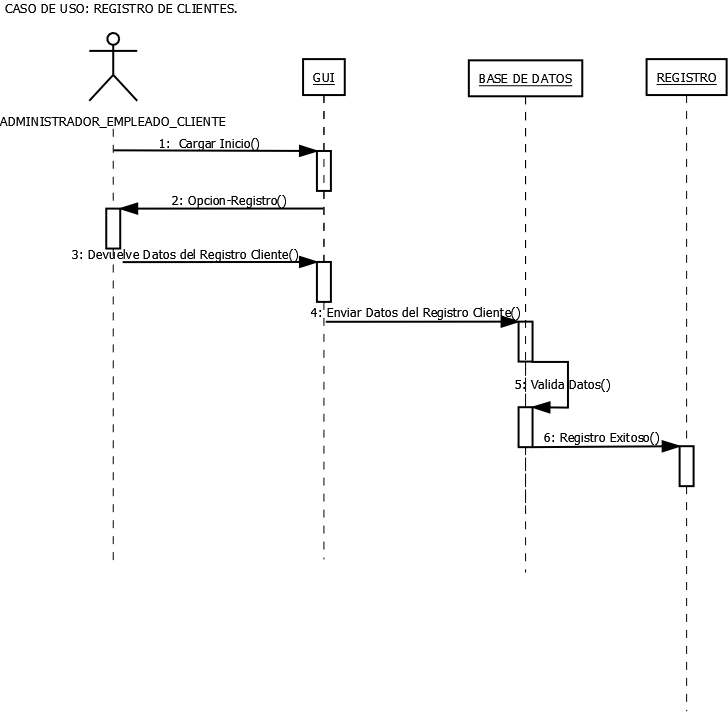 CASO DE USO: REGISTRO DE CLIENTES.
GUI
BASE DE DATOS
REGISTRO
ADMINISTRADOR_EMPLEADO_CLIENTE
1: Cargar Inicio()
2: Opcion-Registro()
3: Devuelve Datos del Registro Cliente()
4: Enviar Datos del Registro Cliente()
5: Valida Datos()
6: Registro Exitoso()